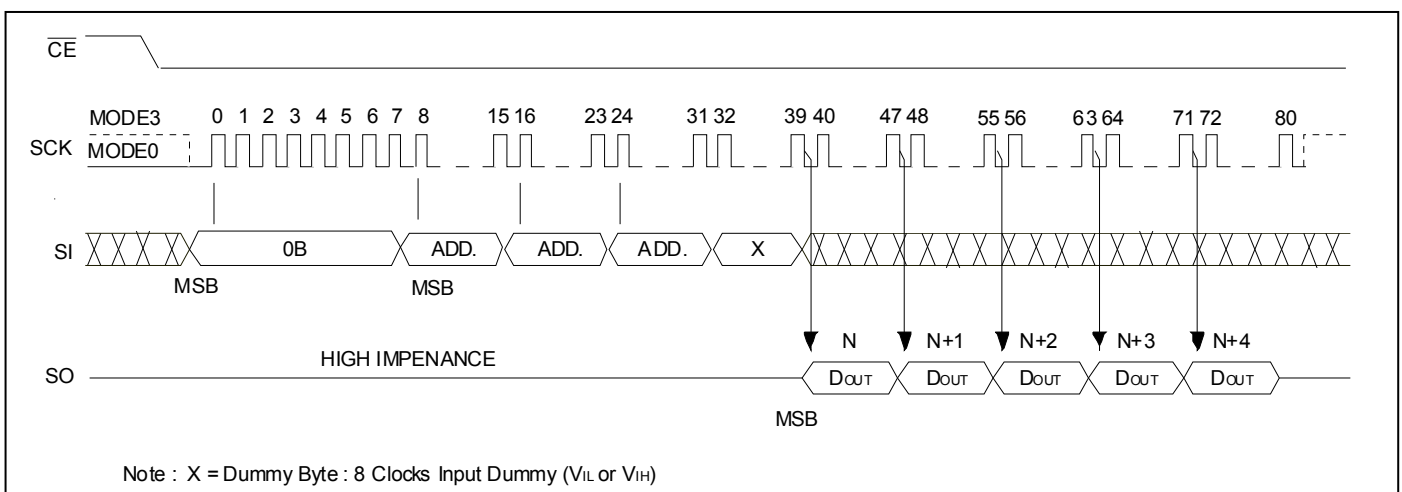 CE
MODE3 0 1 2 3 4 5 6 7 8 15 16 23 24 31 32 39 40 47 48 55 56 63 64 71 72 80
SCK MODE0
SI 0B ADD. ADD. ADD. X
MSB MSB
N N+1 N+2 N+3 N+4
HIGH IMPENANCE
SO DOUT DOUT DOUT DOUT DOUT
MSB
Note : X = Dummy Byte : 8 Clocks Input Dummy (VIL or VIH)